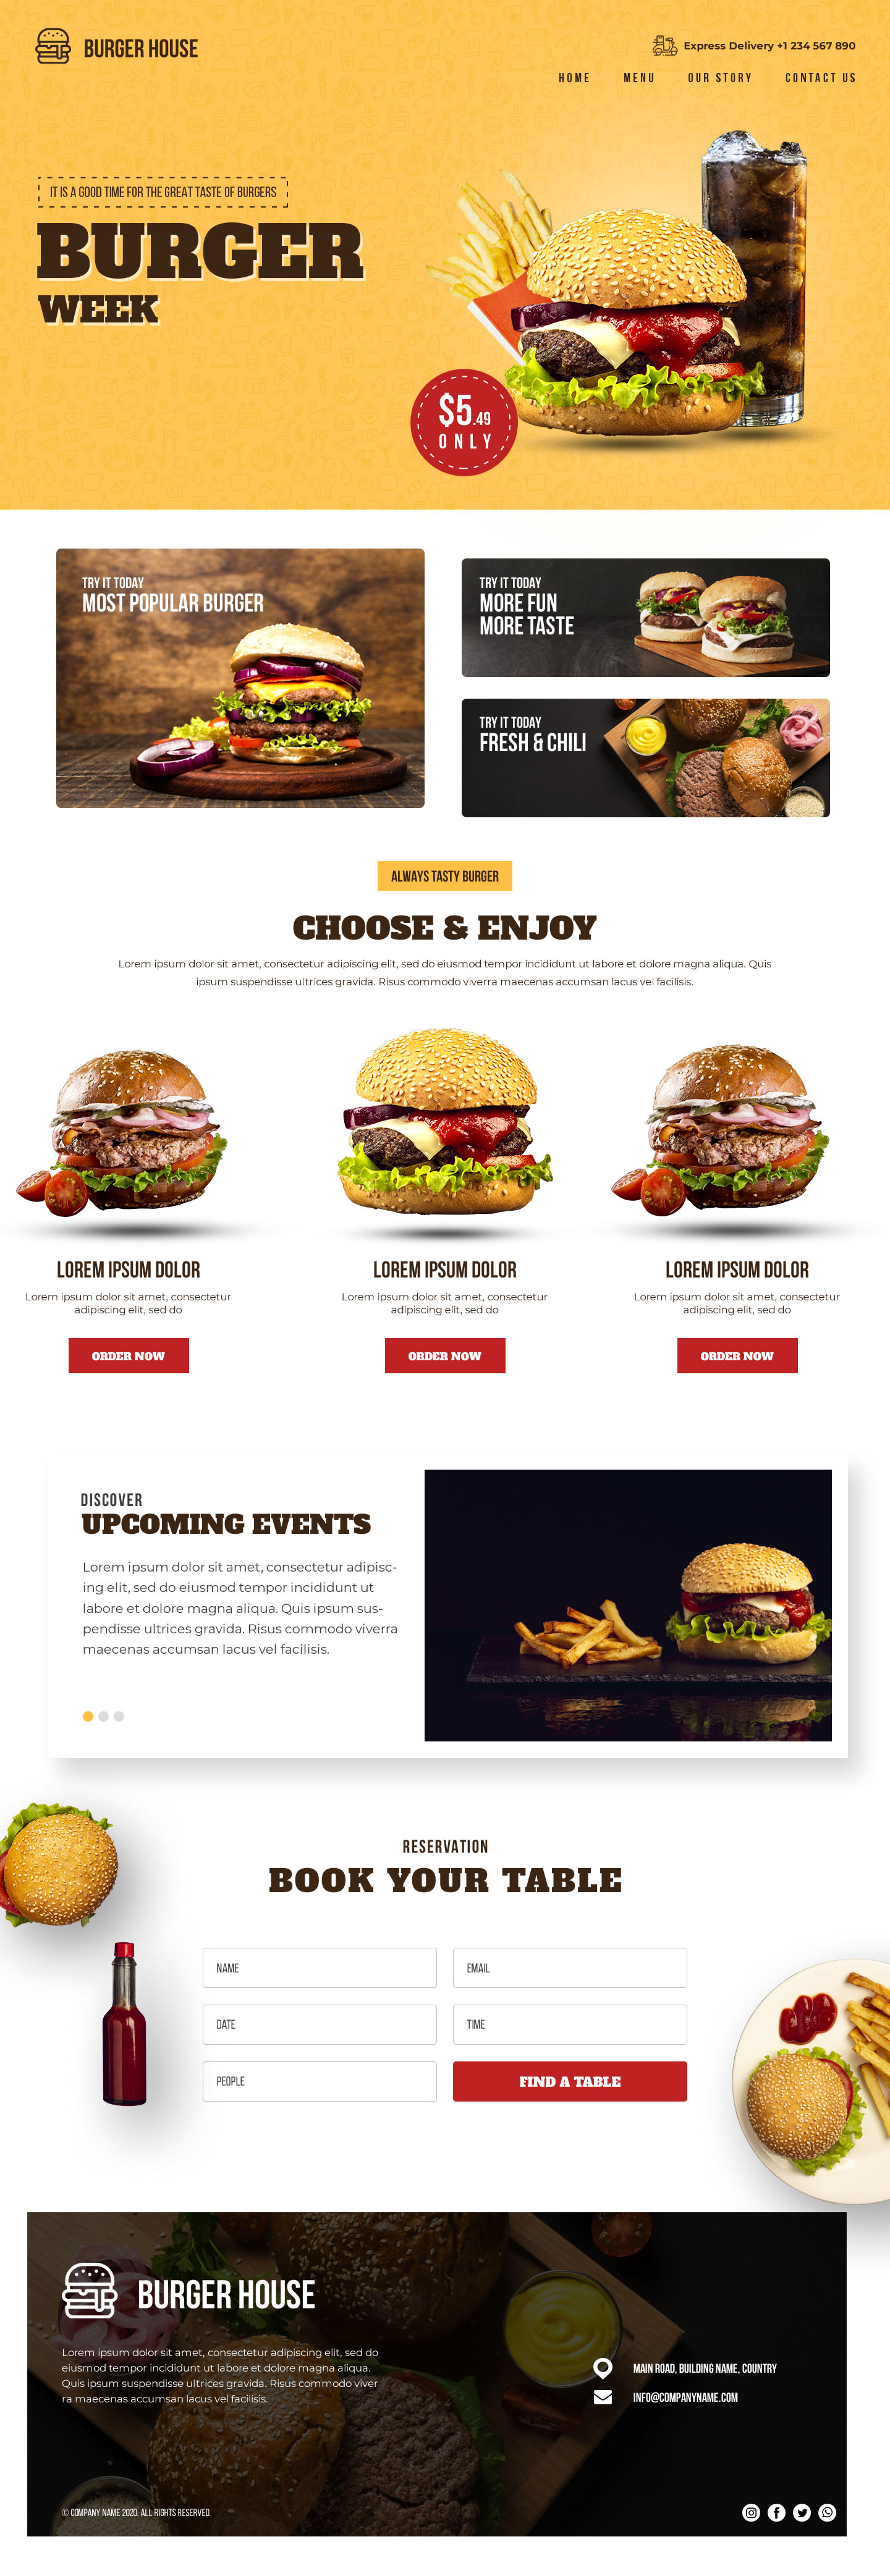 BURGER HOUSE
Express Delivery +1 234 567 890
HOME MENU OUR STORY CONTACT US
IT IS A GOOD TIME FOR THE GREAT TASTE OF BURGERS
BURGER
WEEK
$5.49
ONLY
TRY IT TODAY
MOST POPULAR BURGER
TRY IT TODAY
MORE FUN
MORE TASTE
TRY IT TODAY
FRESH & CHILI
ALWAYS TASTY BURGER
CHOOSE & ENJOY
Lorem ipsum dolor sit amet, consectetur adipiscing elit, sed do eiusmod tempor incididunt ut labore et dolore magna aliqua. Quis
ipsum suspendisse ultrices gravida. Risus commodo viverra maecenas accumsan lacus vel facilisis.
LOREM IPSUM DOLOR
Lorem ipsum dolor sit amet, consectetur
adipiscing elit, sed do
ORDER NOW
LOREM IPSUM DOLOR
Lorem ipsum dolor sit amet, consectetur
adipiscing elit, sed do
ORDER NOW
LOREM IPSUM DOLOR
Lorem ipsum dolor sit amet, consectetur
adipiscing elit, sed do
ORDER NOW
DISCOVER
UPCOMING EVENTS
Lorem ipsum dolor sit amet, consectetur adipisc-
ing elit, sed do eiusmod tempor incididunt ut
labore et dolore magna aliqua. Quis ipsum sus-
pendisse ultrices gravida. Risus commodo viverra
maecenas accumsan lacus vel facilisis.
RESERVATION
BOOK YOUR TABLE
NAME
EMAIL
DATE
TIME
PEOPLE
FIND A TABLE
BURGER HOUSE
Lorem ipsum dolor sit amet, consectetur adipiscing elit, sed do
eiusmod tempor incididunt ut labore et dolore magna aliqua.
Quis ipsum suspendisse ultrices gravida. Risus commodo viver
ra maecenas accumsan lacus vel facilisis.
MAIN ROAD, BUILDING NAME, COUNTRY
INFO@COMPANYNAME.COM
© COMPANY NAME 2020. ALL RIGHTS RESERVED.